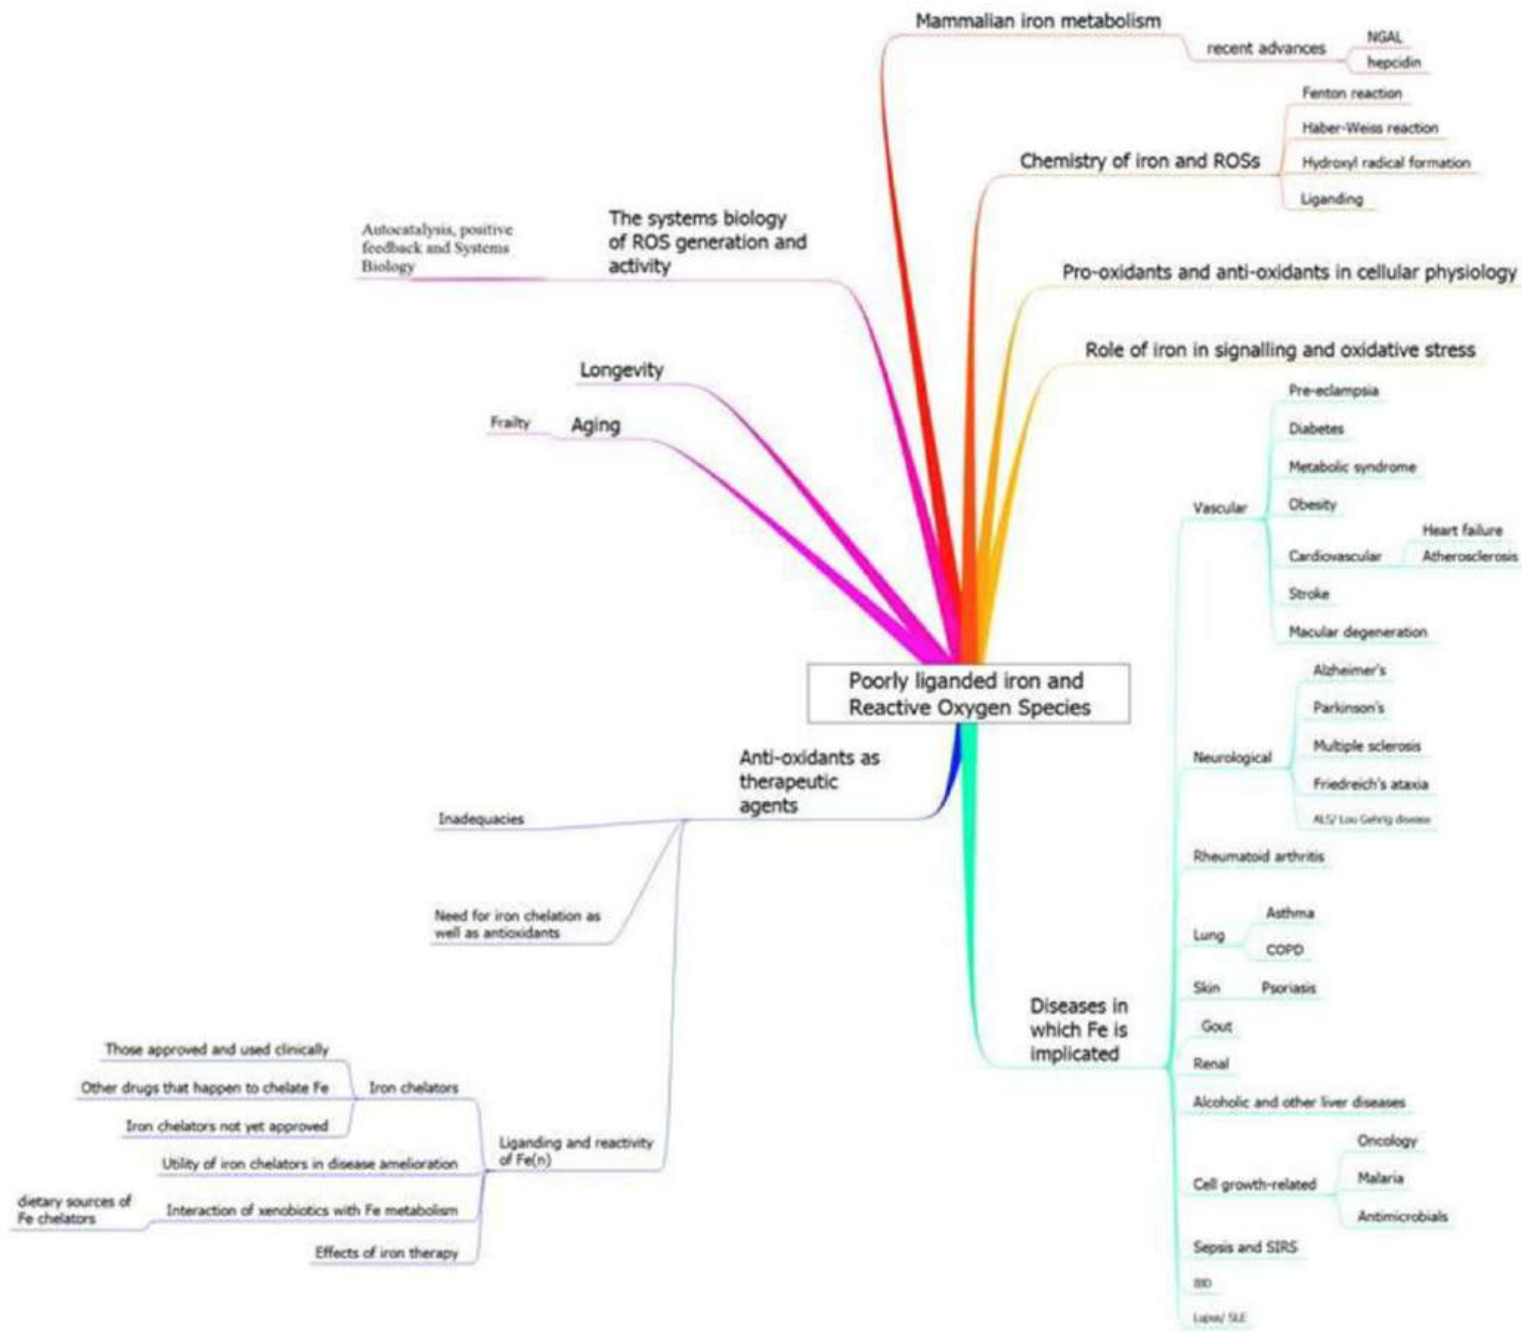 Mammalian iron metabolism
recent advances
NGAL
hepcidin
Chemistry of iron and ROSs
Fenton reaction
Haber-Weiss reaction
Hydroxyl radical formation
Liganding
Pro-oxidants and anti-oxidants in cellular physiology
Role of iron in signalling and oxidative stress
The systems biology
of ROS generation and
activity
Autocatalysis, positive
feedback and Systems
Biology
Longevity
Aging
Frailty
Poorly liganded iron and
Reactive Oxygen Species
Anti-oxidants as
therapeutic
agents
Inadequacies
Need for iron chelation as
well as antioxidants
Liganding and reactivity
of Fe(n)
Iron chelators
Those approved and used clinically
Other drugs that happen to chelate Fe
Iron chelators not yet approved
Utility of iron chelators in disease amelioration
Interaction of xenobiotics with Fe metabolism
dietary sources of
Fe chelators
Effects of iron therapy
Diseases in
which Fe is
implicated
Vascular
Pre-eclampsia
Diabetes
Metabolic syndrome
Obesity
Cardiovascular
Heart failure
Atherosclerosis
Stroke
Macular degeneration
Neurological
Alzheimer's
Parkinson's
Multiple sclerosis
Friedreich's ataxia
ALS/ Lou Gehrig disease
Rheumatoid arthritis
Lung
Asthma
COPD
Skin
Psoriasis
Gout
Renal
Alcoholic and other liver diseases
Cell growth-related
Oncology
Malaria
Antimicrobials
Sepsis and SIRS
IBD
Lupus/ SLE